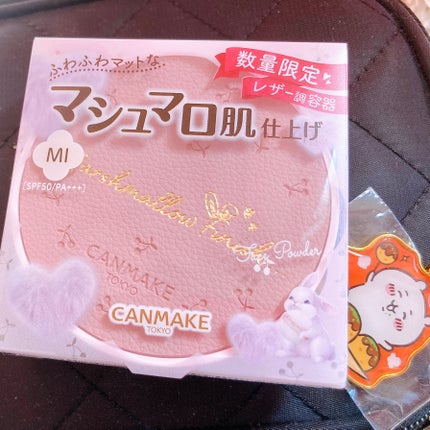 ふわふわマットな
数量限定
レザー調容器
マシュマロ肌 仕上げ
MI
[SPF50/PA+++]
Marshmallow Finish
Powder
CANMAKE
TOKYO
CANMAKE
TOKYO